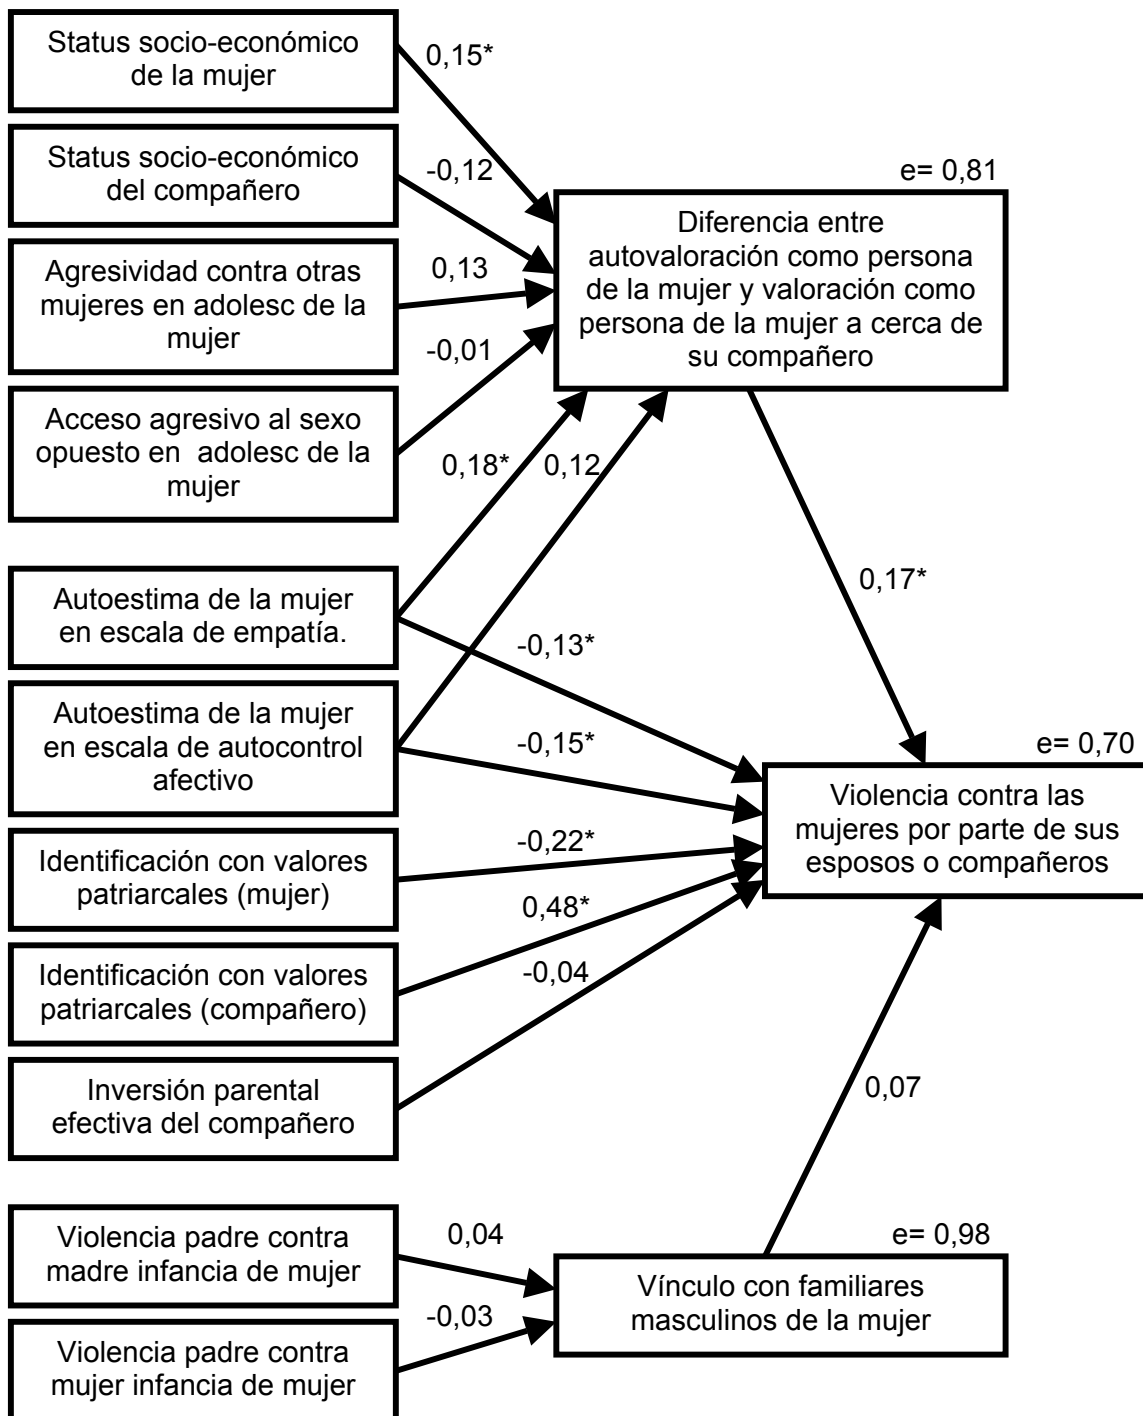 Status socio-económico
de la mujer
0,15*
Status socio-económico
del compañero
-0,12
Agresividad contra otras
mujeres en adolesc de la
mujer
0,13
Acceso agresivo al sexo
opuesto en adolesc de la
mujer
-0,01
e= 0,81
Diferencia entre
autovaloración como persona
de la mujer y valoración como
persona de la mujer a cerca de
su compañero
0,18*
0,12
0,17*
Autoestima de la mujer
en escala de empatía.
-0,13*
Autoestima de la mujer
en escala de autocontrol
afectivo
-0,15*
Identificación con valores
patriarcales (mujer)
-0,22*
Identificación con valores
patriarcales (compañero)
0,48*
Inversión parental
efectiva del compañero
-0,04
e= 0,70
Violencia contra las
mujeres por parte de sus
esposos o compañeros
0,07
Violencia padre contra
madre infancia de mujer
0,04
Violencia padre contra
mujer infancia de mujer
-0,03
e= 0,98
Vínculo con familiares
masculinos de la mujer